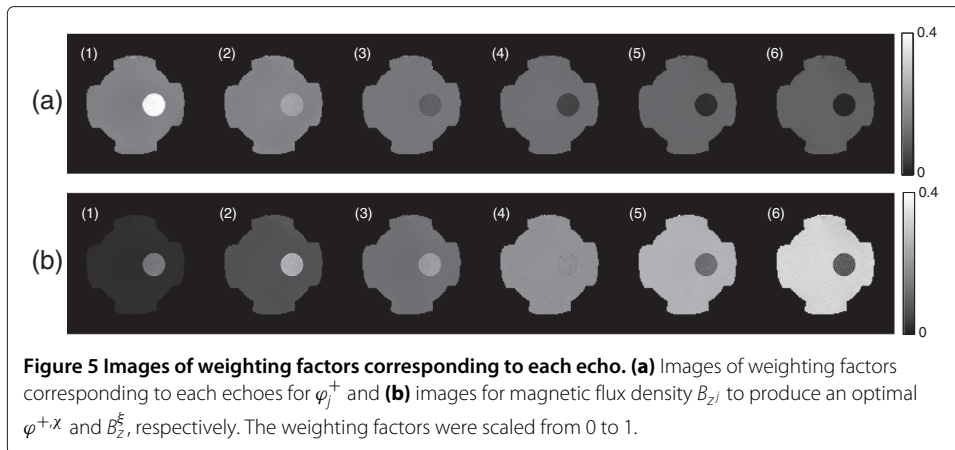 (1) (2) (3) (4) (5) (6) 0.4
(a)
0
(1) (2) (3) (4) (5) (6) 0.4
(b)
0
Figure 5 Images of weighting factors corresponding to each echo. (a) Images of weighting factors
corresponding to each echoes for φ_j^+ and (b) images for magnetic flux density B_{z^j} to produce an optimal
φ^{+,χ} and B_z^ξ, respectively. The weighting factors were scaled from 0 to 1.